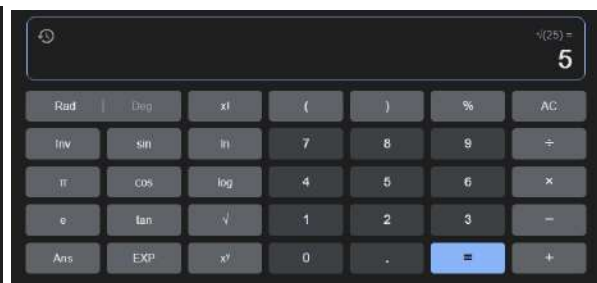 √(25) =
5
Rad | Deg x! ( ) % AC
Inv sin ln 7 8 9 ÷
π cos log 4 5 6 ×
e tan √ 1 2 3 −
Ans EXP xʸ 0 . = +